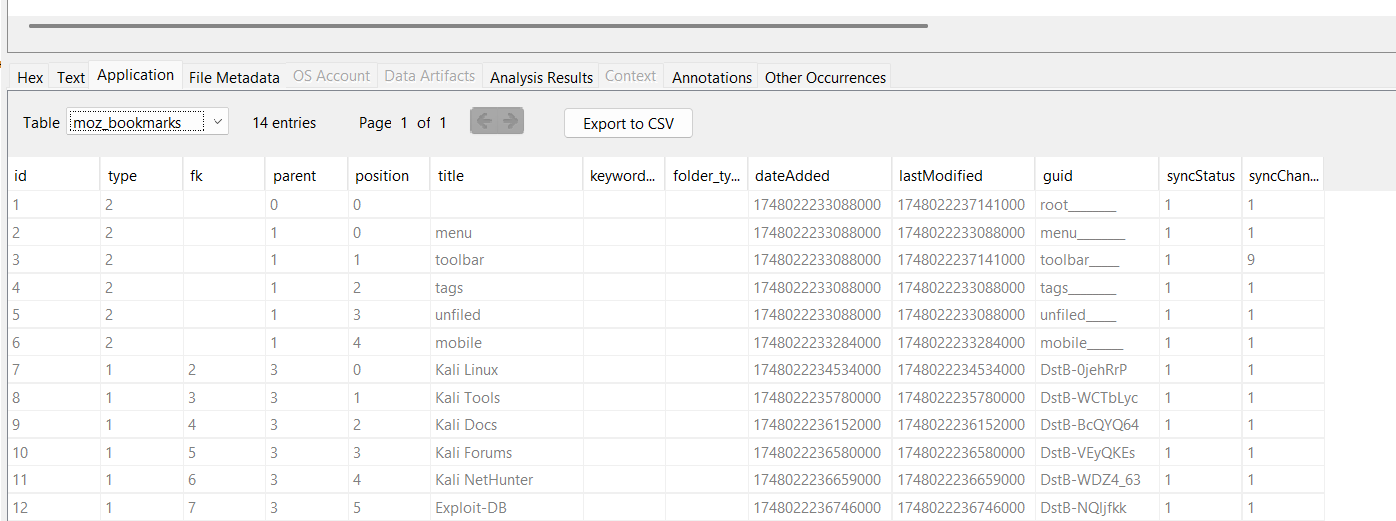 Hex Text Application File Metadata OS Account Data Artifacts Analysis Results Context Annotations Other Occurrences
Table moz_bookmarks 14 entries Page 1 of 1 Export to CSV
id type fk parent position title keyword... folder_ty... dateAdded lastModified guid syncStatus syncChan...
1 2 0 0 1748022233088000 1748022237141000 root________ 1 1
2 2 1 0 menu 1748022233088000 1748022233088000 menu________ 1 1
3 2 1 1 toolbar 1748022233088000 1748022237141000 toolbar_____ 1 9
4 2 1 2 tags 1748022233088000 1748022233088000 tags________ 1 1
5 2 1 3 unfiled 1748022233088000 1748022233088000 unfiled_____ 1 1
6 2 1 4 mobile 1748022233284000 1748022233284000 mobile______ 1 1
7 1 2 3 0 Kali Linux 1748022234534000 1748022234534000 DstB-0jehRrP 1 1
8 1 3 3 1 Kali Tools 1748022235780000 1748022235780000 DstB-WCTbLyc 1 1
9 1 4 3 2 Kali Docs 1748022236152000 1748022236152000 DstB-BcQYQ64 1 1
10 1 5 3 3 Kali Forums 1748022236580000 1748022236580000 DstB-VEyQKEs 1 1
11 1 6 3 4 Kali NetHunter 1748022236659000 1748022236659000 DstB-WDZ4_63 1 1
12 1 7 3 5 Exploit-DB 1748022236746000 1748022236746000 DstB-NQljfkk 1 1